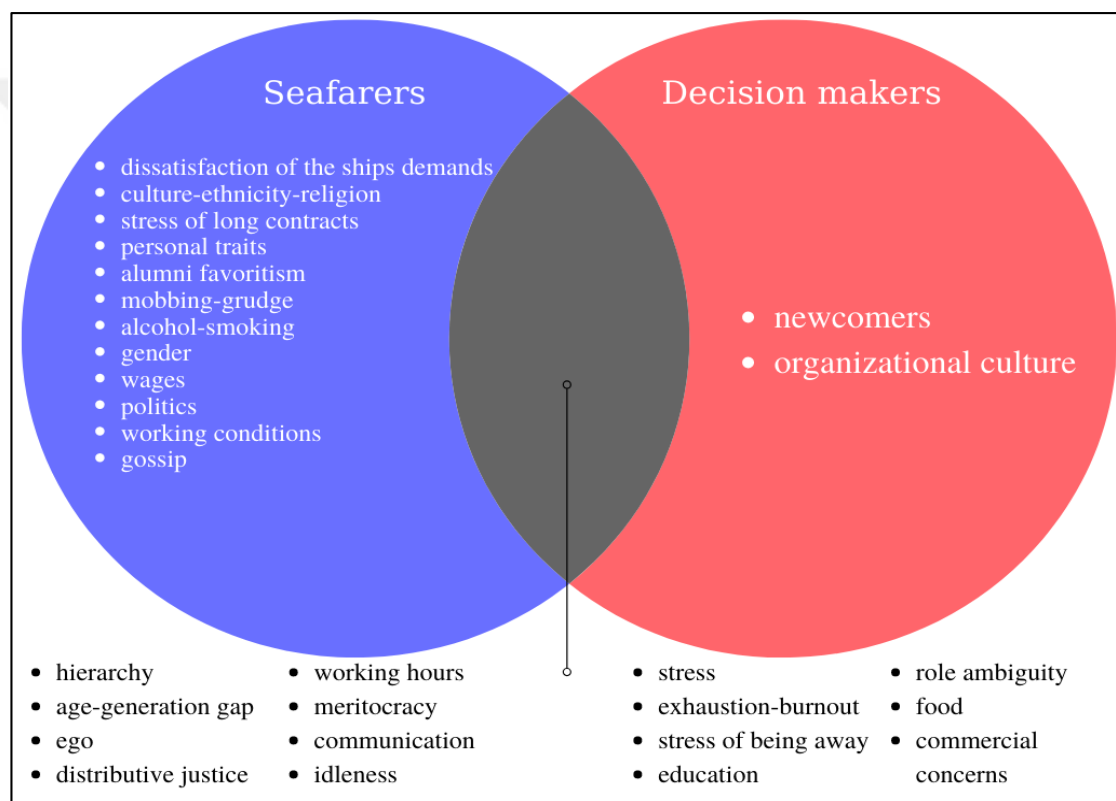 Seafarers
dissatisfaction of the ships demands
culture-ethnicity-religion
stress of long contracts
personal traits
alumni favoritism
mobbing-grudge
alcohol-smoking
gender
wages
politics
working conditions
gossip
Decision makers
newcomers
organizational culture
hierarchy
age-generation gap
ego
distributive justice
working hours
meritocracy
communication
idleness
stress
exhaustion-burnout
stress of being away
education
role ambiguity
food
commercial
concerns